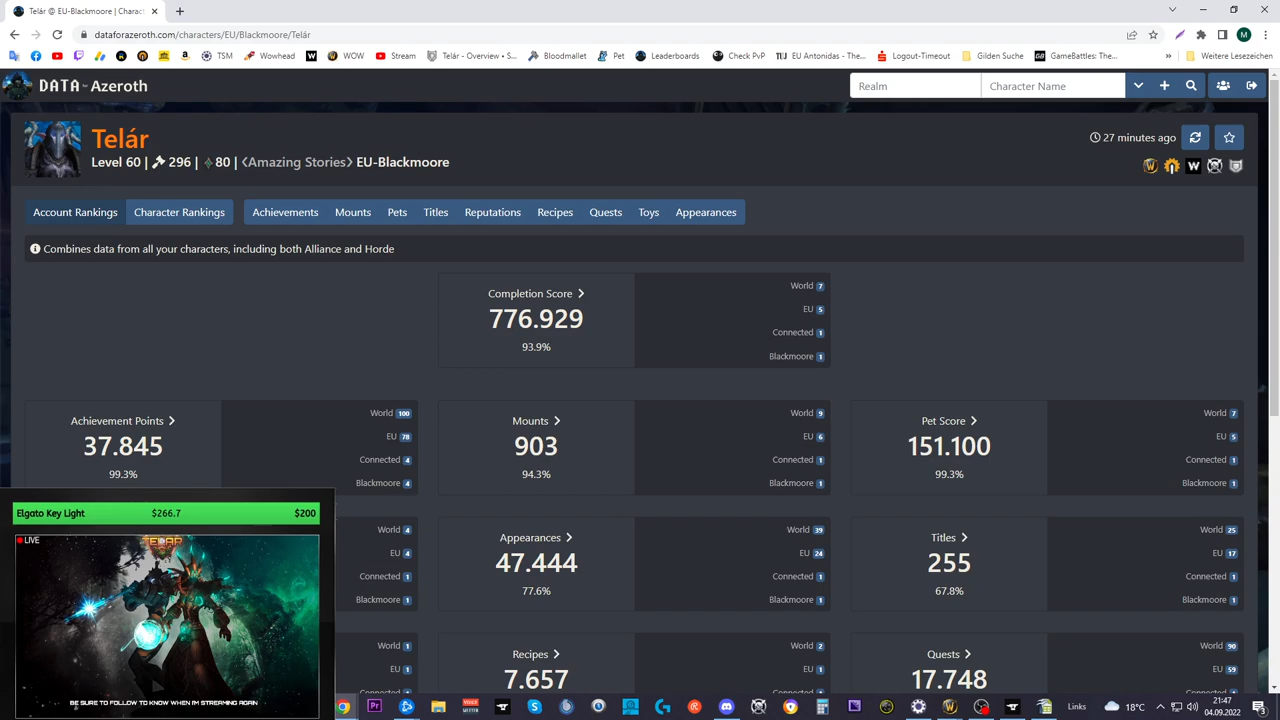 Telár @ EU-Blackmoore | Charact
dataforazeroth.com/characters/EU/Blackmoore/Telár
TSM
Wowhead
WOW
Stream
Telár - Overview • S...
Bloodmallet
Pet
Leaderboards
Check PvP
EU Antonidas - The...
Logout-Timeout
Gilden Suche
GameBattles: The...
»
Weitere Lesezeichen
DATA for Azeroth
Realm
Character Name
Telár
27 minutes ago
Level 60 | 296 | 80 | <Amazing Stories> EU-Blackmoore
Account Rankings
Character Rankings
Achievements
Mounts
Pets
Titles
Reputations
Recipes
Quests
Toys
Appearances
Combines data from all your characters, including both Alliance and Horde
Completion Score
776.929
93.9%
World 7
EU 5
Connected 1
Blackmoore 1
Achievement Points
37.845
99.3%
World 100
EU 78
Connected 4
Blackmoore 4
Mounts
903
94.3%
World 9
EU 6
Connected 1
Blackmoore 1
Pet Score
151.100
99.3%
World 7
EU 5
Connected 1
Blackmoore 1
World 4
EU 4
Connected 1
Blackmoore 1
Appearances
47.444
77.6%
World 39
EU 24
Connected 1
Blackmoore 1
Titles
255
67.8%
World 25
EU 17
Connected 1
Blackmoore 1
World 1
EU 1
Recipes
7.657
World 2
EU 1
Quests
17.748
World 90
EU 59
Elgato Key Light $266.7 $200
LIVE
TELAR
BE SURE TO FOLLOW TO KNOW WHEN I'M STREAMING AGAIN
Links
18°C
21:47
04.09.2022